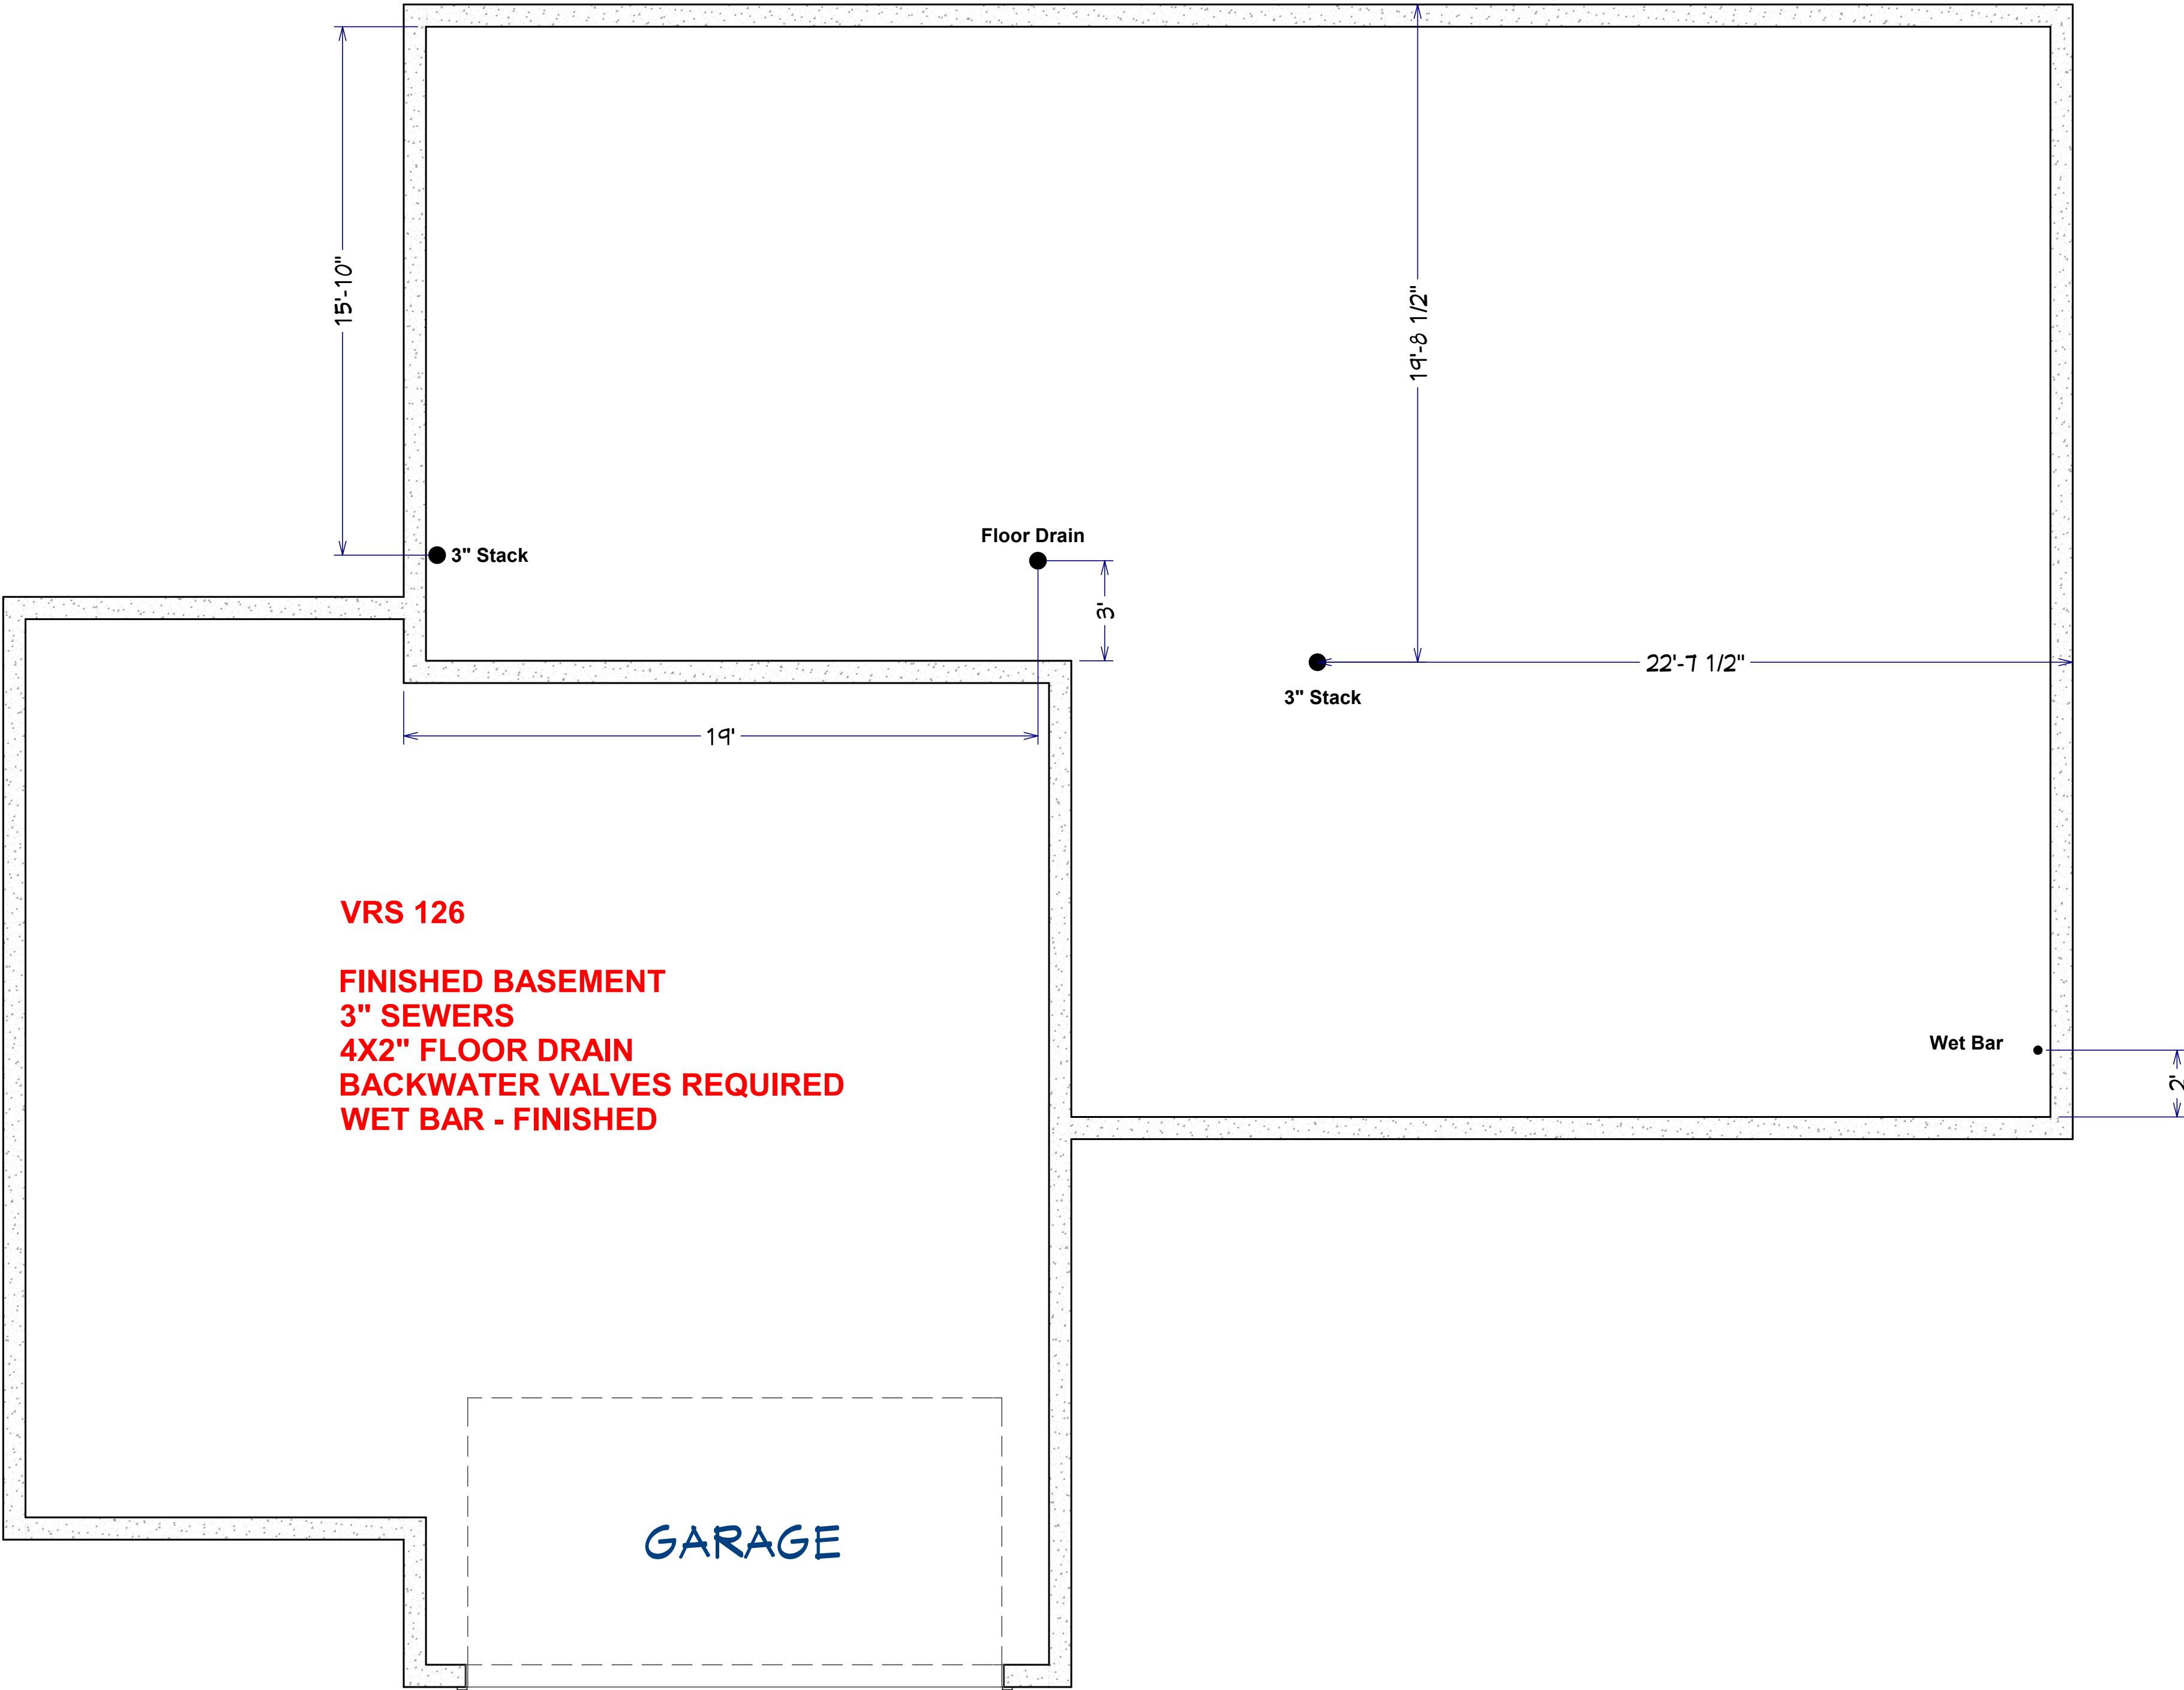 15'-10"
19'-8 1/2"
Floor Drain
3" Stack
3'
22'-7 1/2"
3" Stack
19'
VRS 126
FINISHED BASEMENT
3" SEWERS
4X2" FLOOR DRAIN
BACKWATER VALVES REQUIRED
WET BAR - FINISHED
Wet Bar
2'
GARAGE